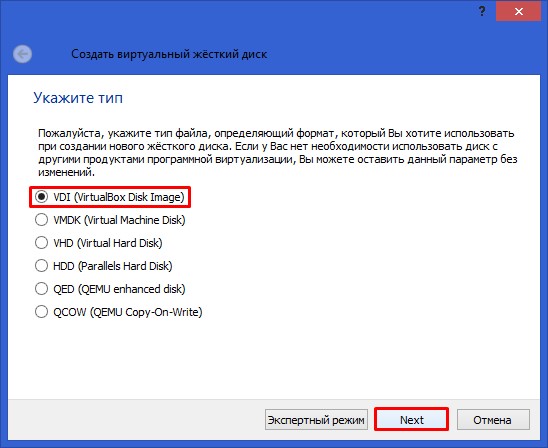 ?
Создать виртуальный жёсткий диск
Укажите тип
Пожалуйста, укажите тип файла, определяющий формат, который Вы хотите использовать
при создании нового жёсткого диска. Если у Вас нет необходимости использовать диск с
другими продуктами программной виртуализации, Вы можете оставить данный параметр без
изменений.
VDI (VirtualBox Disk Image)
VMDK (Virtual Machine Disk)
VHD (Virtual Hard Disk)
HDD (Parallels Hard Disk)
QED (QEMU enhanced disk)
QCOW (QEMU Copy-On-Write)
Экспертный режим Next Отмена